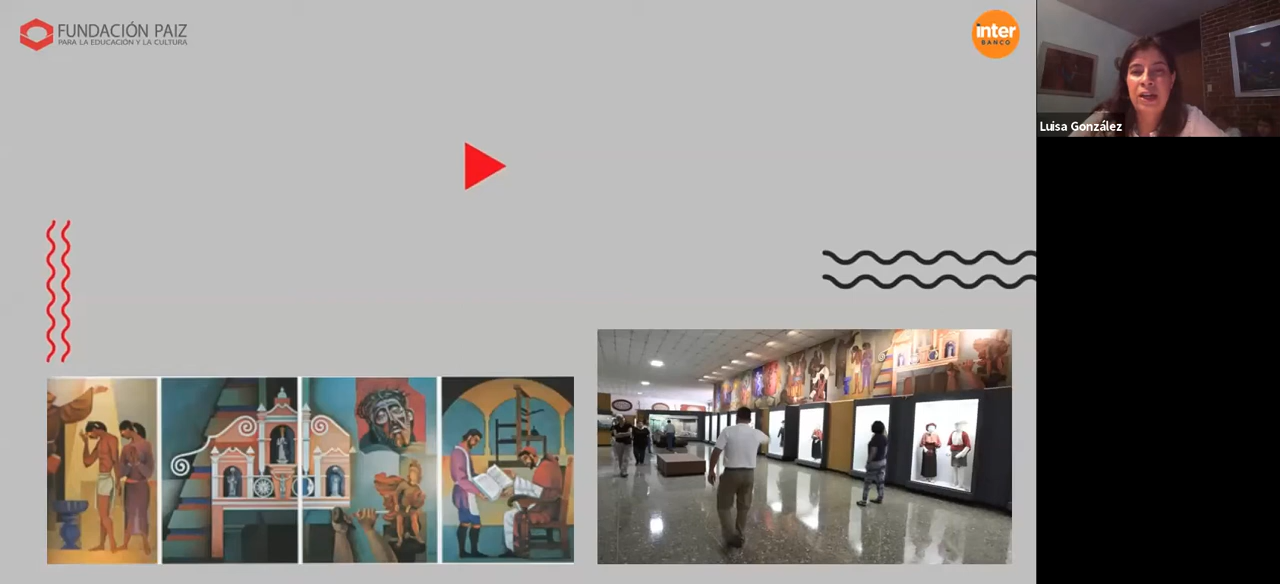 FUNDACIÓN PAIZ
PARA LA EDUCACIÓN Y LA CULTURA
inter
BANCO
Luisa González